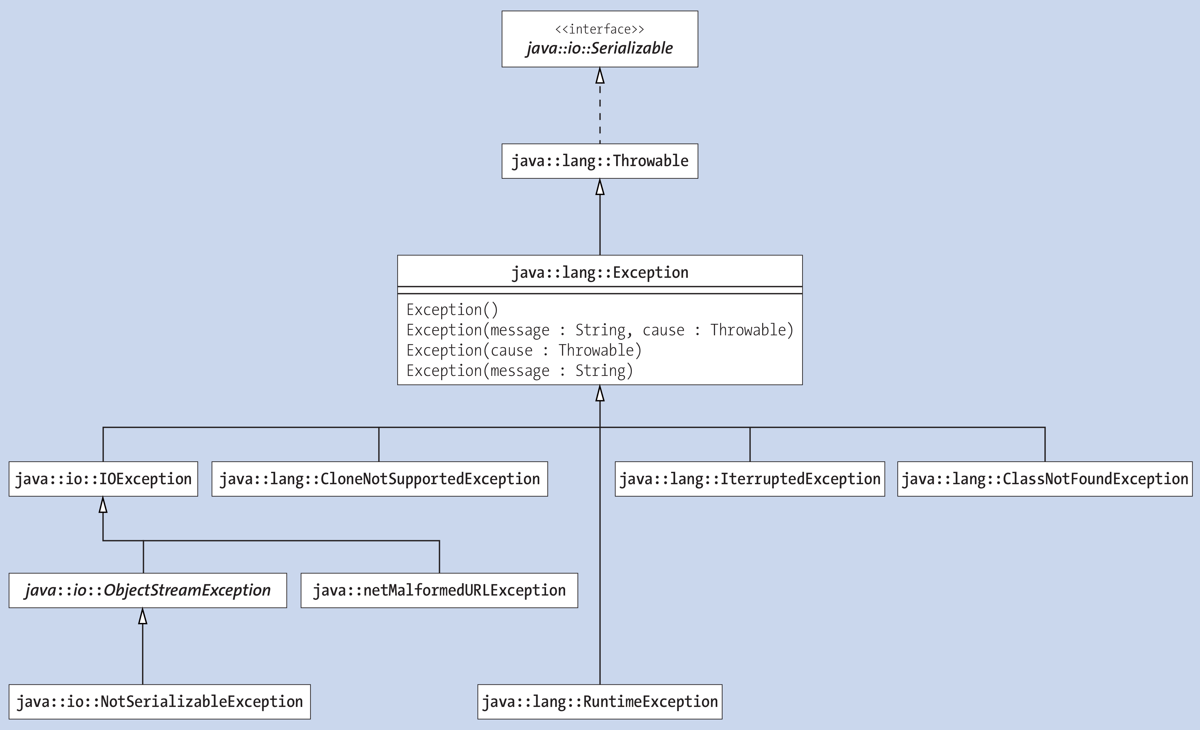 <<interface>>
java::io::Serializable
java::lang::Throwable
java::lang::Exception
Exception()
Exception(message : String, cause : Throwable)
Exception(cause : Throwable)
Exception(message : String)
java::io::IOException
java::lang::CloneNotSupportedException
java::lang::IterruptedException
java::lang::ClassNotFoundException
java::io::ObjectStreamException
java::netMalformedURLException
java::io::NotSerializableException
java::lang::RuntimeException